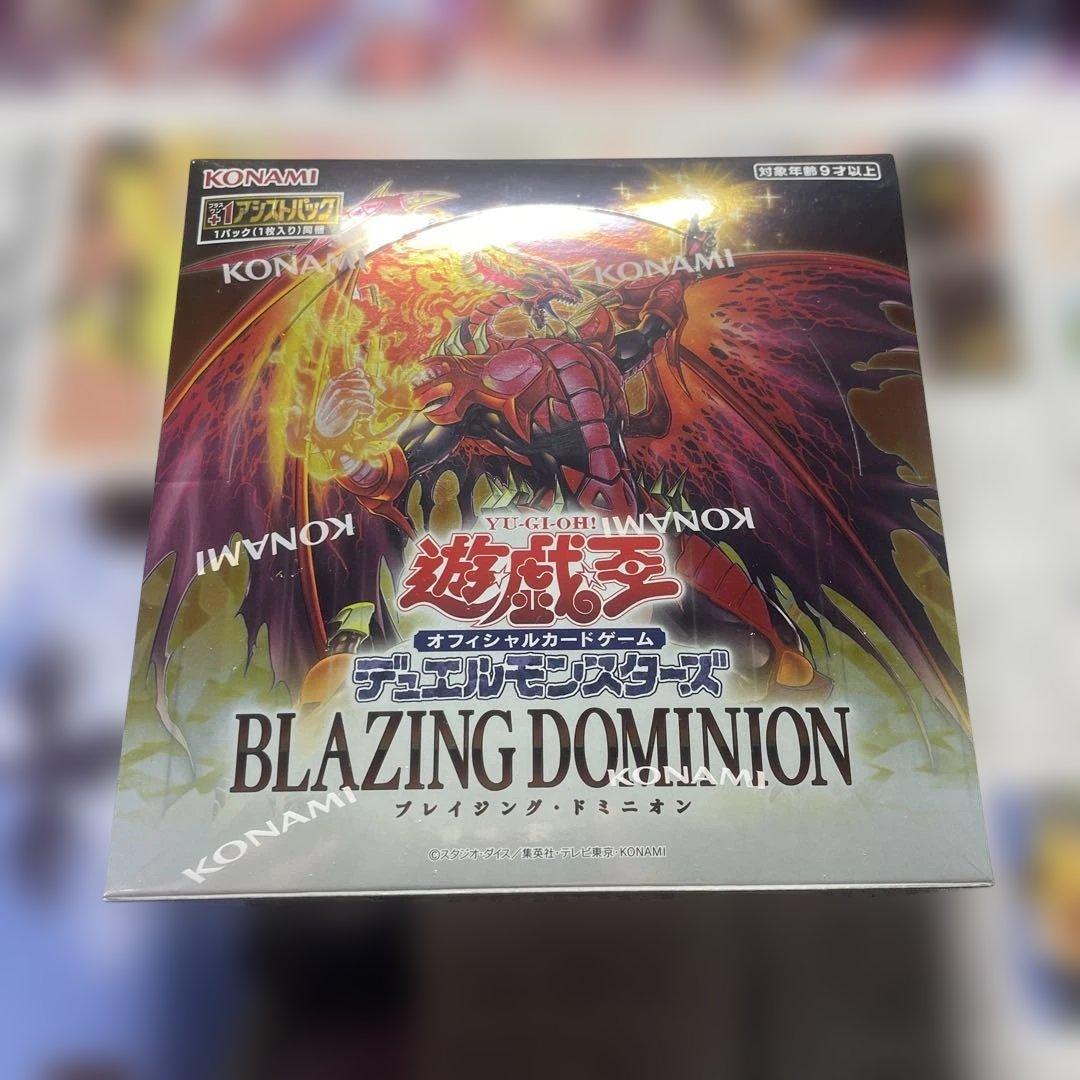 KONAMI
対象年齢9才以上
プラスワン
+1アシストパック
1パック(1枚入り)同梱
KONAMI
KONAMI
YU-GI-OH!
KONAMI
KONAMI
遊戯王
オフィシャルカードゲーム
デュエルモンスターズ
BLAZING DOMINION
KONAMI
ブレイジング・ドミニオン
KONAMI
©スタジオ・ダイス/集英社・テレビ東京・KONAMI